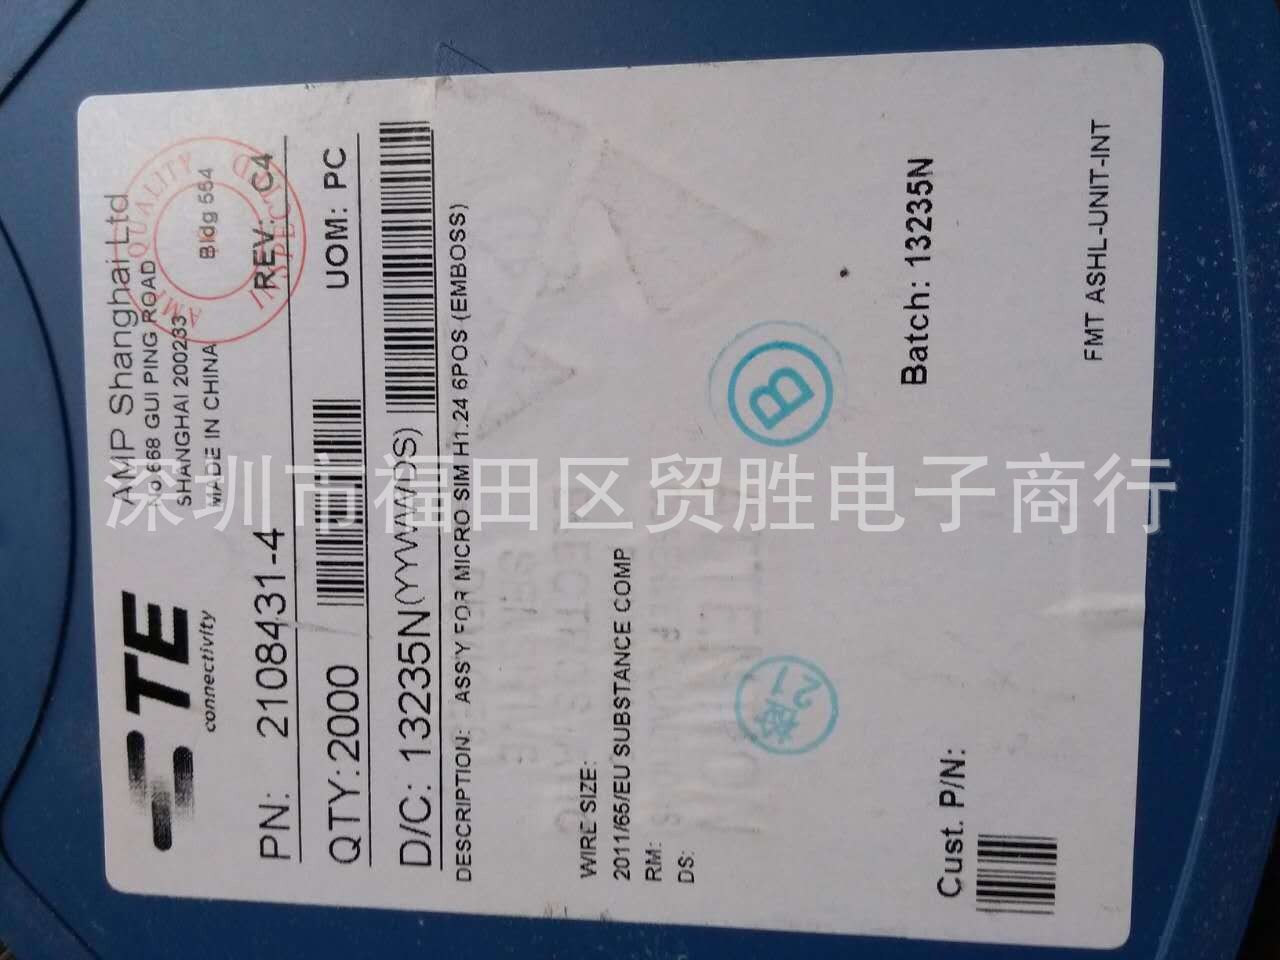 TE
connectivity
AMP Shanghai Ltd
No.668 GUI PING ROAD
SHANGHAI 200233
MADE IN CHINA
AMP QUALITY
Bldg 554
PN: 2108431-4
REV: C4
QTY:2000
UOM: PC
D/C: 13235N(YYWWDS)
DESCRIPTION: ASS'Y FOR MICRO SIM H1.24 6POS (EMBOSS)
WIRE SIZE:
2011/65/EU SUBSTANCE COMP
RM:
DS:
B
Cust. P/N:
Batch: 13235N
FMT ASHL-UNIT-INT
深圳市福田区贸胜电子商行